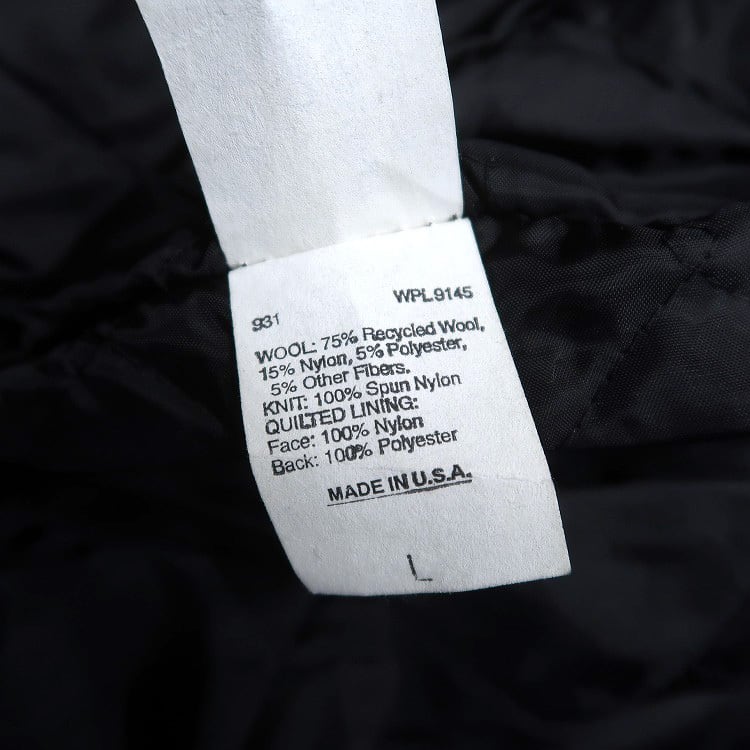 931 WPL9145
WOOL: 75% Recycled Wool,
15% Nylon, 5% Polyester,
5% Other Fibers.
KNIT: 100% Spun Nylon
QUILTED LINING:
Face: 100% Nylon
Back: 100% Polyester
MADE IN U.S.A.
L